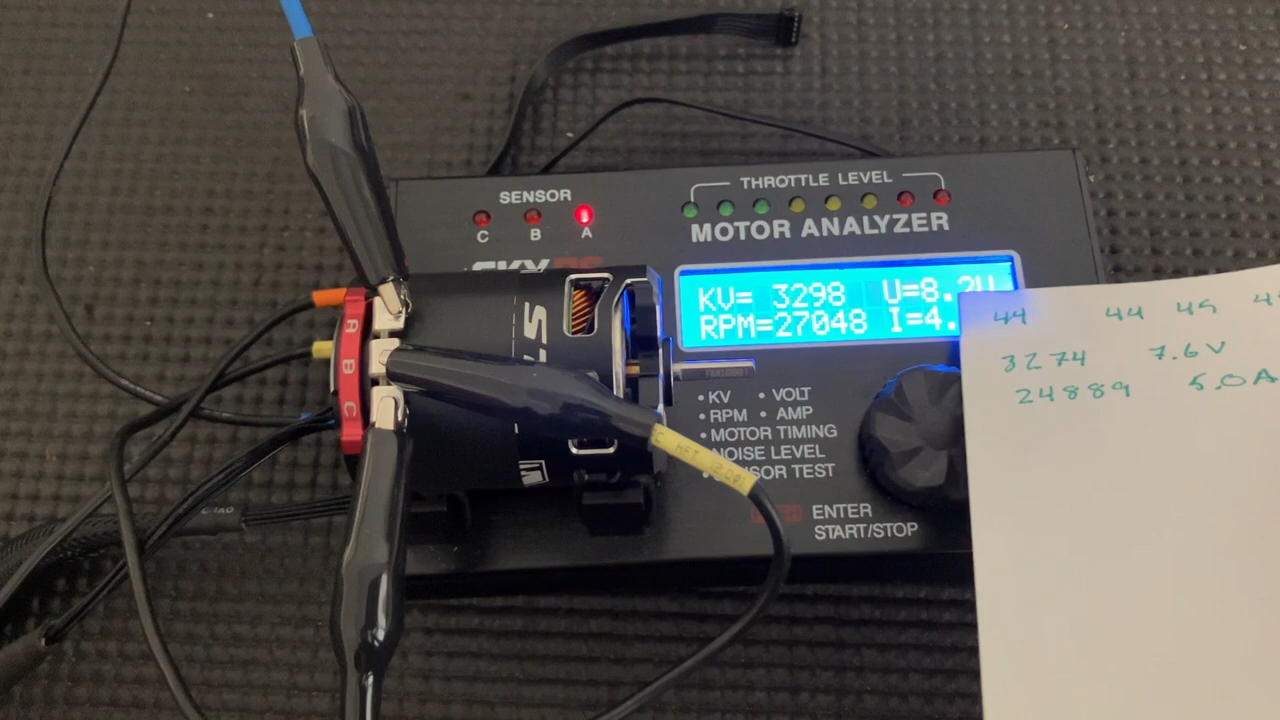 SENSOR
C B A
THROTTLE LEVEL
MOTOR ANALYZER
SKYRC
KV= 3298 U=8.2V
RPM=27048 I=4.
A
B
C
• KV • VOLT
• RPM • AMP
• MOTOR TIMING
NOISE LEVEL
SOR TEST
ENTER
START/STOP
44 44 45
3274 7.6V
24889 5.0A